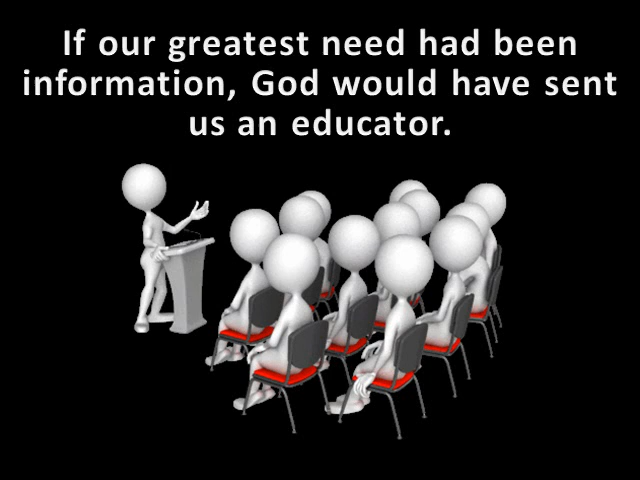 If our greatest need had been
information, God would have sent
us an educator.